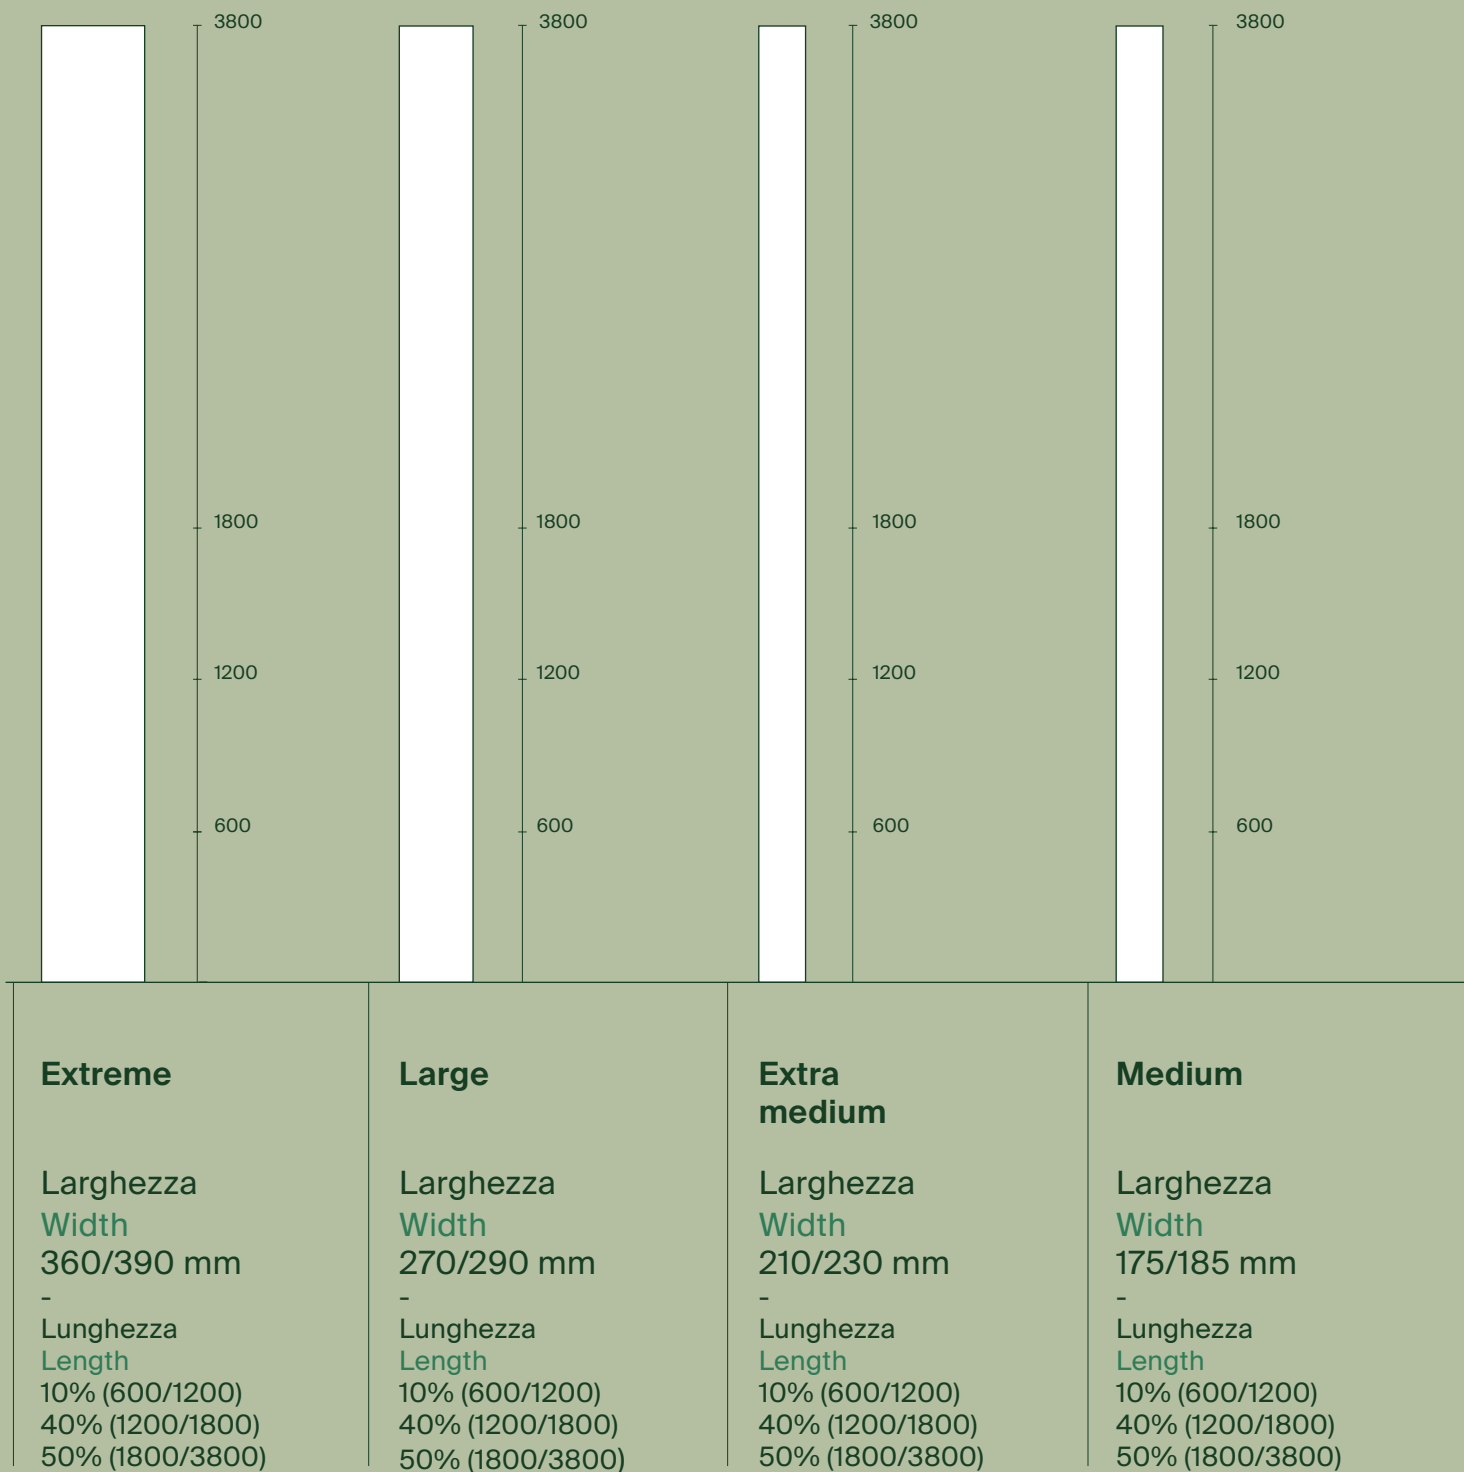 3800
1800
1200
600
3800
1800
1200
600
3800
1800
1200
600
3800
1800
1200
600
Extreme
Larghezza
Width
360/390 mm
-
Lunghezza
Length
10% (600/1200)
40% (1200/1800)
50% (1800/3800)
Large
Larghezza
Width
270/290 mm
-
Lunghezza
Length
10% (600/1200)
40% (1200/1800)
50% (1800/3800)
Extra
medium
Larghezza
Width
210/230 mm
-
Lunghezza
Length
10% (600/1200)
40% (1200/1800)
50% (1800/3800)
Medium
Larghezza
Width
175/185 mm
-
Lunghezza
Length
10% (600/1200)
40% (1200/1800)
50% (1800/3800)